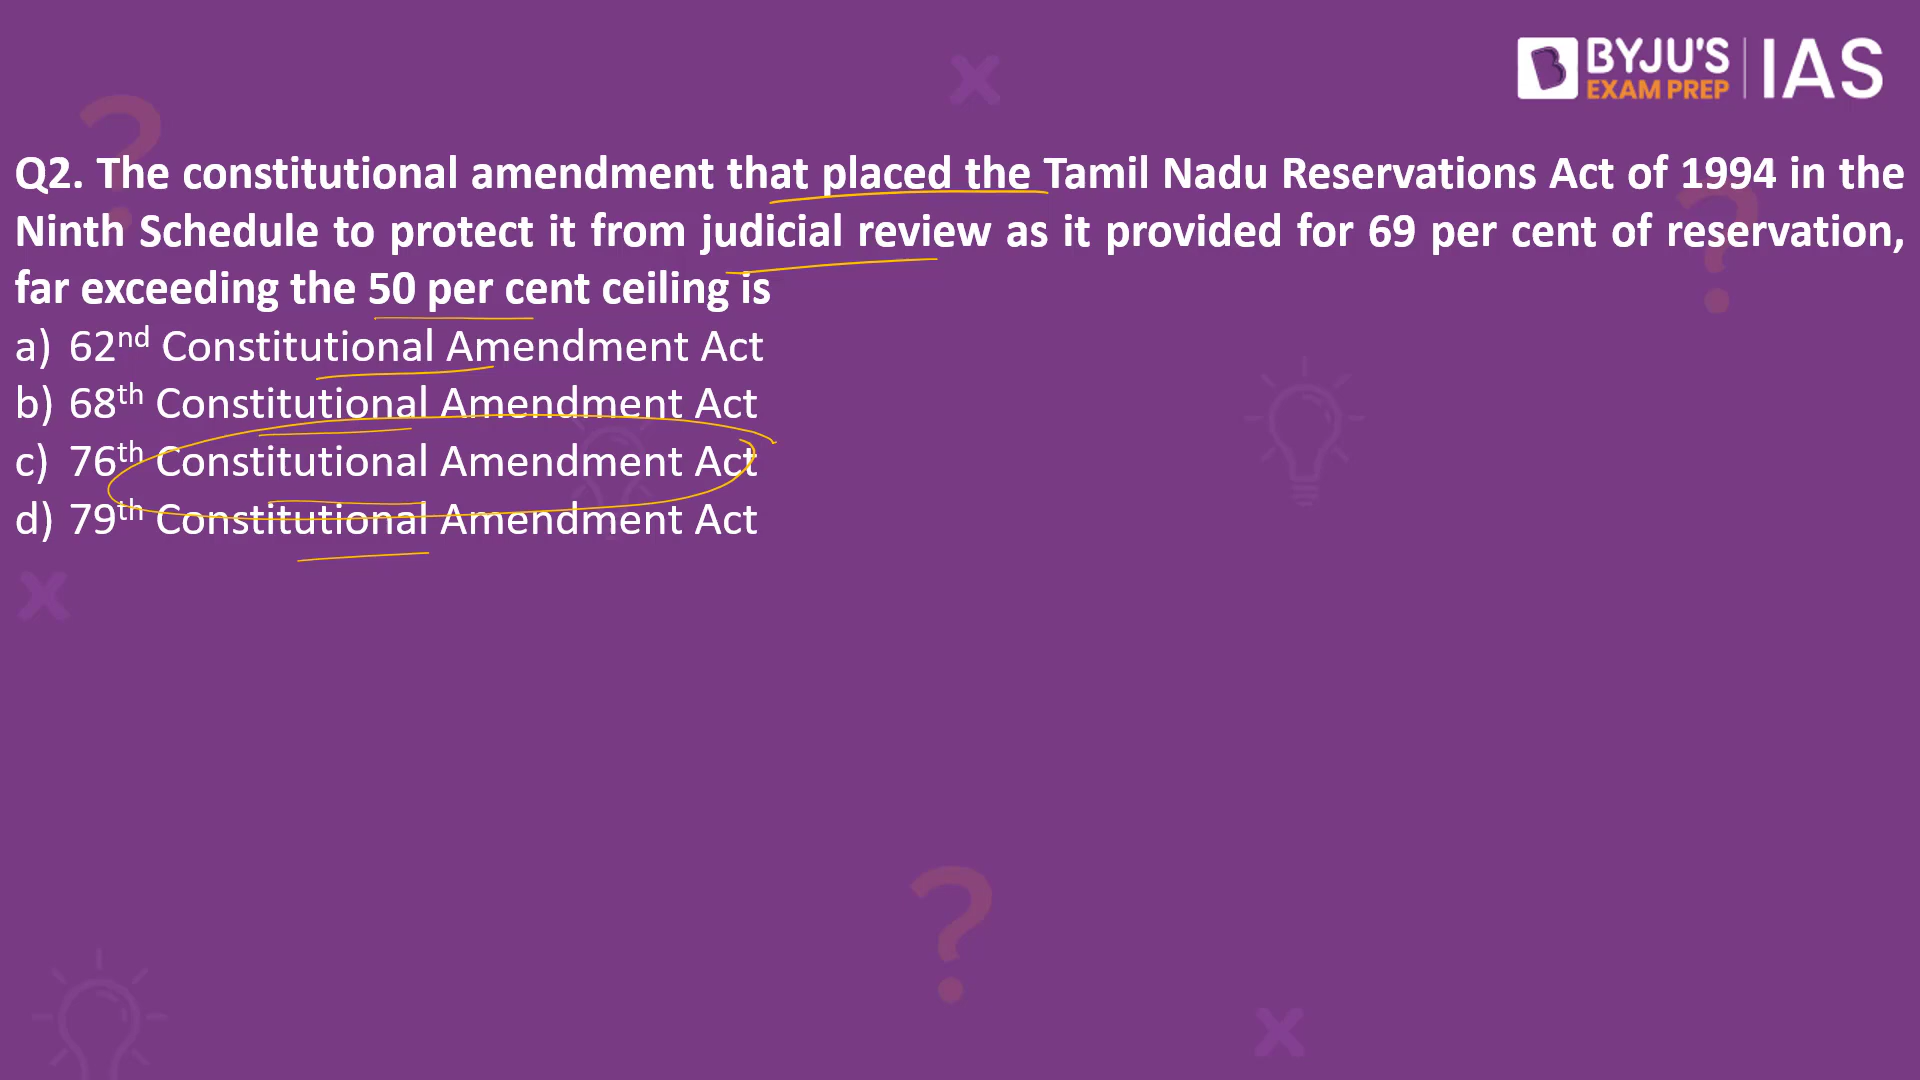 BYJU'S
EXAM PREP
IAS
Q2. The constitutional amendment that placed the Tamil Nadu Reservations Act of 1994 in the
Ninth Schedule to protect it from judicial review as it provided for 69 per cent of reservation,
far exceeding the 50 per cent ceiling is
a) 62nd Constitutional Amendment Act
b) 68th Constitutional Amendment Act
c) 76th Constitutional Amendment Act
d) 79th Constitutional Amendment Act